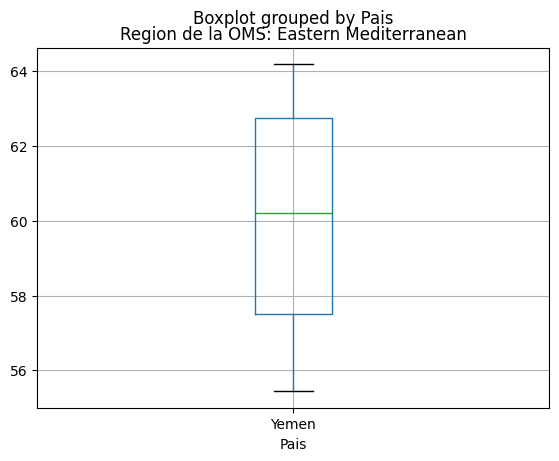 Boxplot grouped by Pais
Region de la OMS: Eastern Mediterranean
64
62
60
58
56
Yemen
Pais